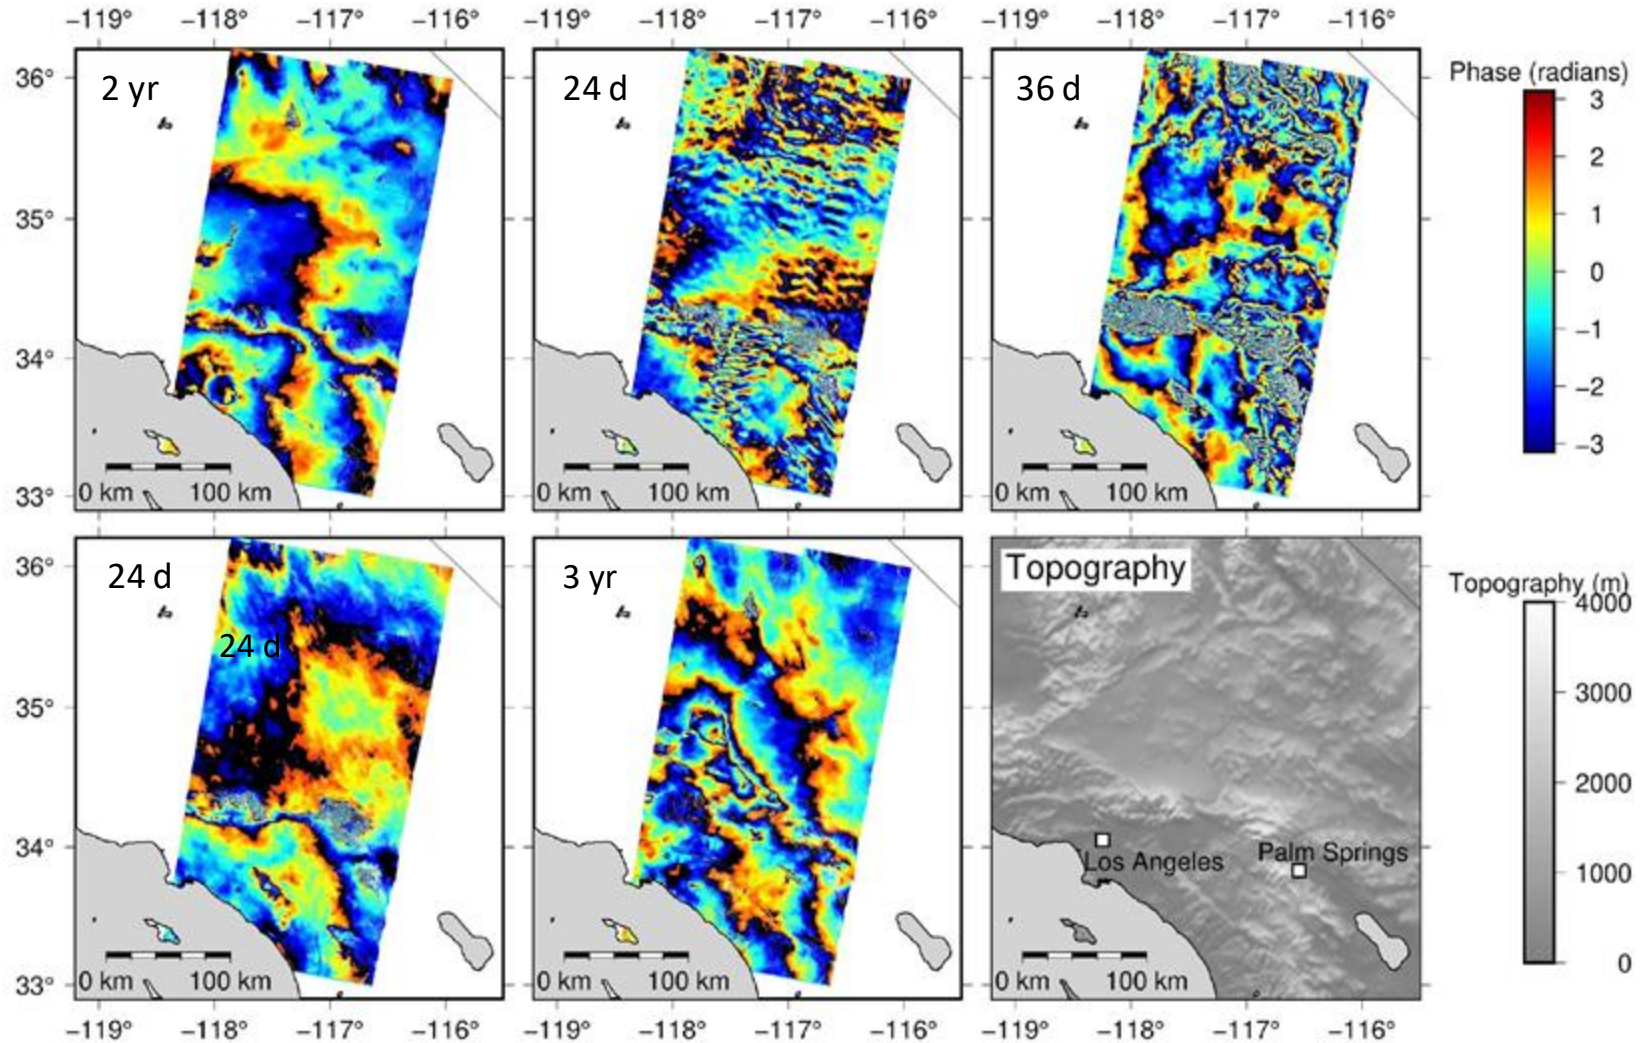 −119° −118° −117° −116° −119° −118° −117° −116° −119° −118° −117° −116°
36°
35°
34°
33°
2 yr
0 km 100 km
24 d
0 km 100 km
36 d
0 km 100 km
Phase (radians)
3
2
1
0
−1
−2
−3
36°
35°
34°
33°
24 d
24 d
0 km 100 km
3 yr
0 km 100 km
Topography
Los Angeles
Palm Springs
0 km 100 km
Topography (m)
4000
3000
2000
1000
0
−119° −118° −117° −116° −119° −118° −117° −116° −119° −118° −117° −116°